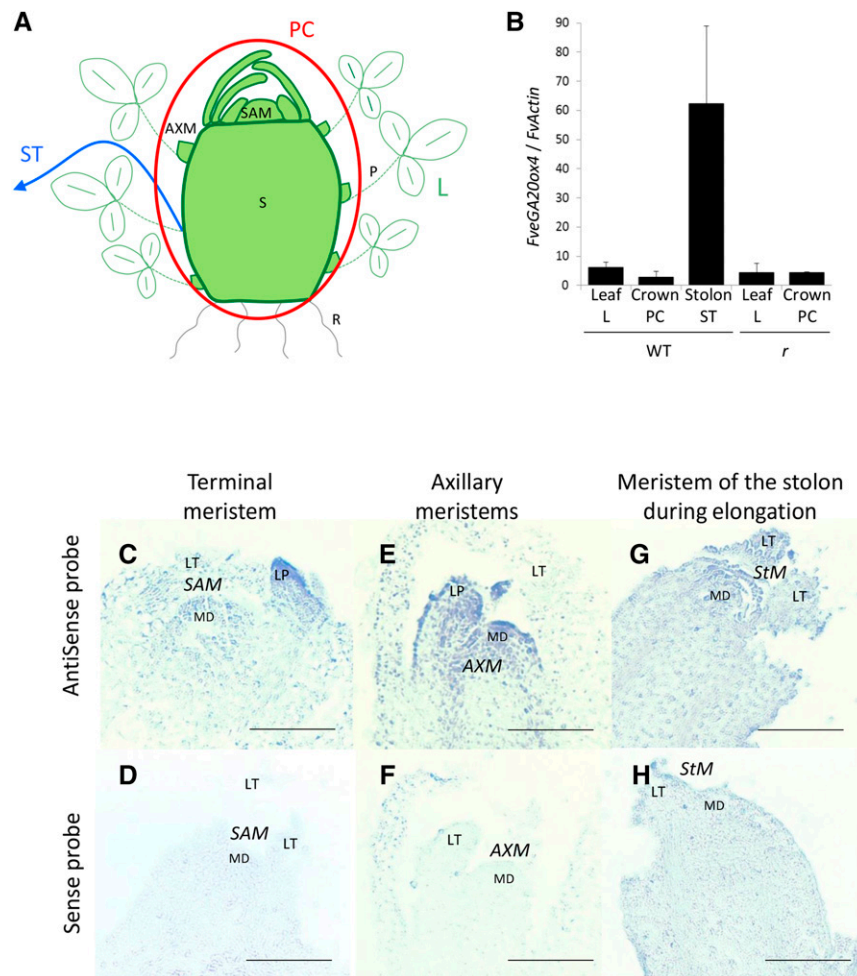 A
PC
SAM
AXM
ST
P
L
S
R
B
FveGA20ox4 / FvActin
90
80
70
60
50
40
30
20
10
0
Leaf Crown Stolon Leaf Crown
L PC ST L PC
WT r
Terminal
meristem
Axillary
meristems
Meristem of the stolon
during elongation
AntiSense probe
C
LT
SAM
LP
MD
E
LT
LP
MD
AXM
G
LT
StM
MD
LT
Sense probe
D
LT
SAM
LT
MD
F
LT
AXM
MD
H
StM
LT
MD